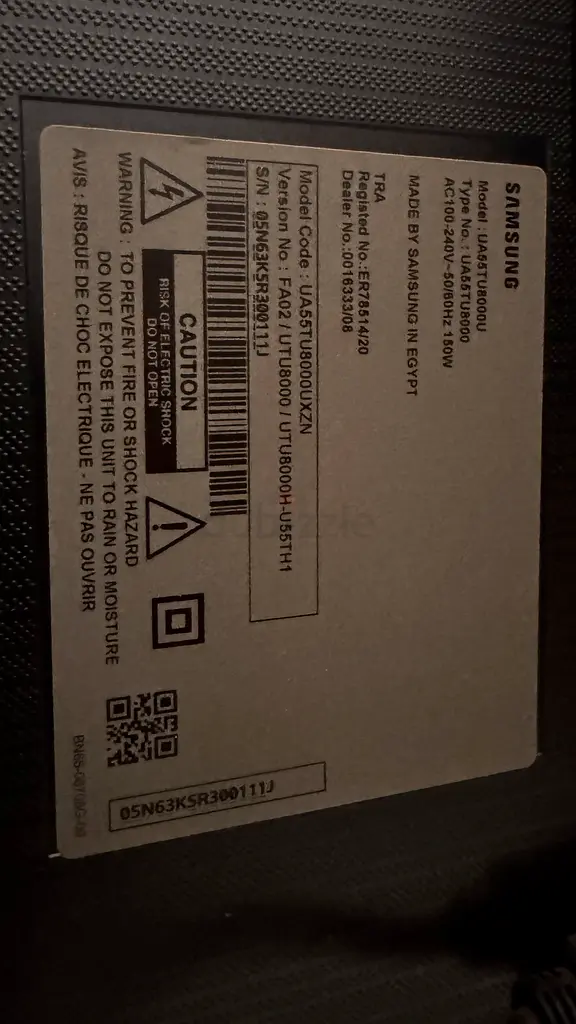 SAMSUNG
Model : UA55TU8000U
Type No. : UA55TU8000
AC100-240V~50/60Hz 150W
MADE BY SAMSUNG IN EGYPT
TRA
Registed No.:ER78514/20
Dealer No.:0016333/08
Model Code : UA55TU8000UXZN
Version No : FA02 / UTU8000 / UTU8000H-U55TH1
S/N : 05N63KSR300111J
CAUTION
RISK OF ELECTRIC SHOCK
DO NOT OPEN
WARNING : TO PREVENT FIRE OR SHOCK HAZARD
DO NOT EXPOSE THIS UNIT TO RAIN OR MOISTURE
AVIS : RISQUE DE CHOC ELECTRIQUE - NE PAS OUVRIR
05N63KSR300111J
dubizzle